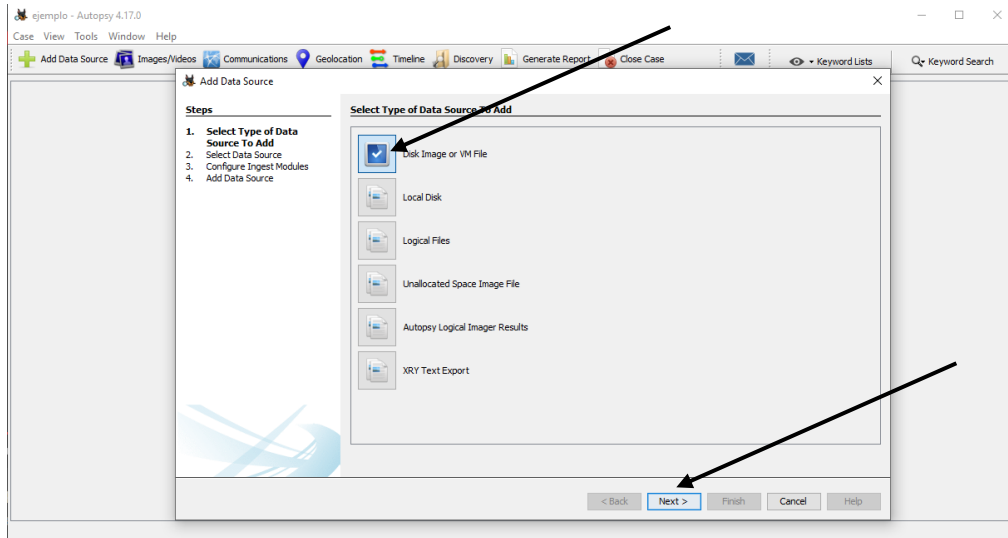 ejemplo - Autopsy 4.17.0
Case View Tools Window Help
Add Data Source Images/Videos Communications Geolocation Timeline Discovery Generate Report Close Case Keyword Lists Keyword Search
Add Data Source
Steps
1. Select Type of Data
Source To Add
2. Select Data Source
3. Configure Ingest Modules
4. Add Data Source
Select Type of Data Source To Add
Disk Image or VM File
Local Disk
Logical Files
Unallocated Space Image File
Autopsy Logical Imager Results
XRY Text Export
< Back Next > Finish Cancel Help